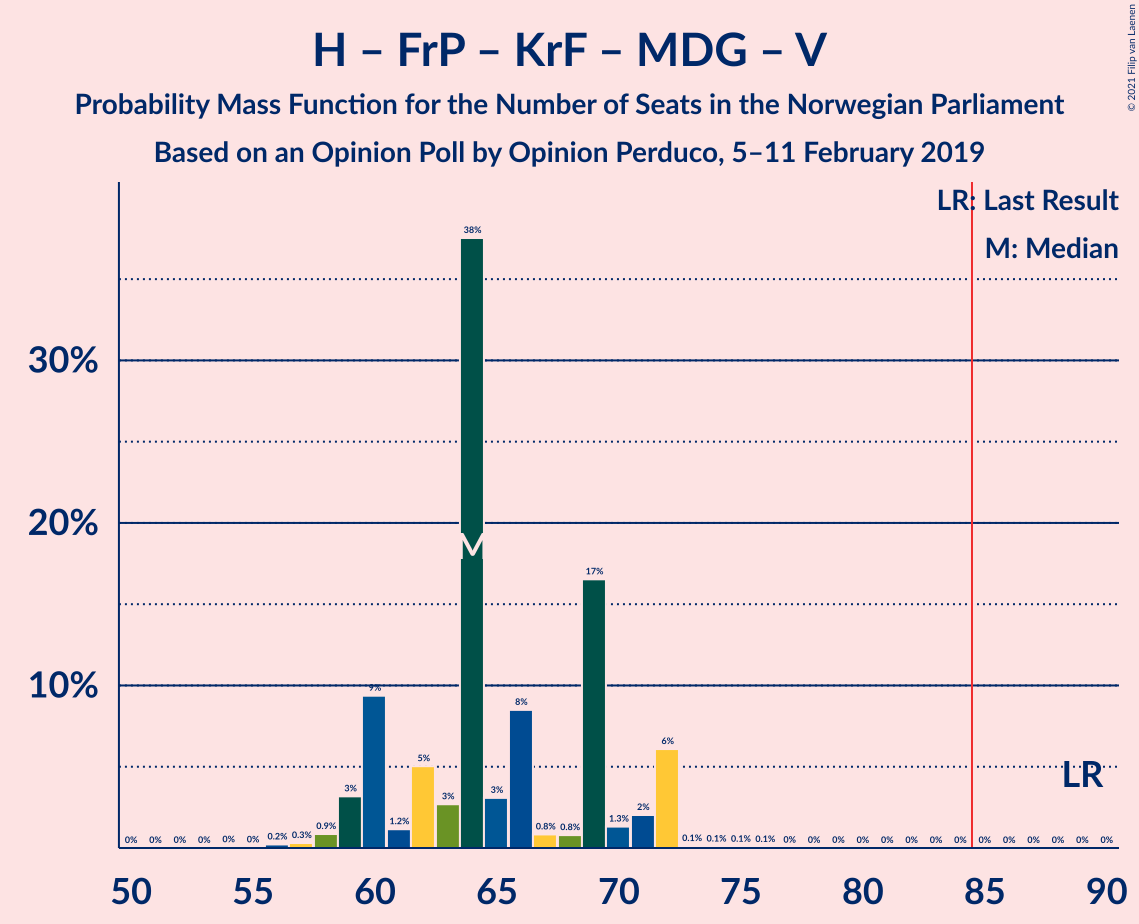 H – FrP – KrF – MDG – V
Probability Mass Function for the Number of Seats in the Norwegian Parliament
Based on an Opinion Poll by Opinion Perduco, 5–11 February 2019
© 2021 Filip van Laenen
LR: Last Result
M: Median
38%
30%
20%
17%
M
10%
9%
8%
6%
5%
LR
0% 0% 0% 0% 0% 0% 0.2% 0.3% 0.9% 3% 1.2% 3% 3% 0.8% 0.8% 1.3% 2% 0.1% 0.1% 0.1% 0.1% 0% 0% 0% 0% 0% 0% 0% 0% 0% 0% 0% 0% 0% 0%
50 55 60 65 70 75 80 85 90